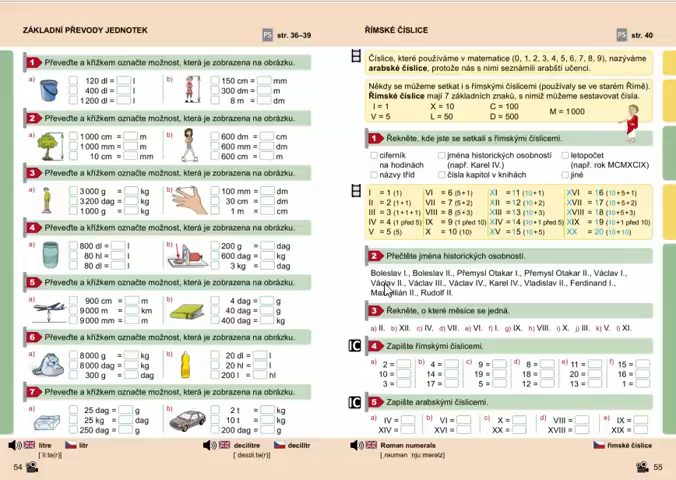 ZÁKLADNÍ PŘEVODY JEDNOTEK
PS str. 36–39
1 Převeďte a křížkem označte možnost, která je zobrazena na obrázku.
a) 120 dl = l b) 150 cm = mm
400 dl = l 300 dm = cm
1 200 dl = l 8 m = dm
2 Převeďte a křížkem označte možnost, která je zobrazena na obrázku.
a) 1 000 cm = m b) 600 dm = cm
1 000 mm = m 600 mm = dm
10 cm = mm 600 cm = m
3 Převeďte a křížkem označte možnost, která je zobrazena na obrázku.
a) 3 000 g = kg b) 100 mm = dm
3 200 dag = kg 30 cm = dm
1 000 g = kg 1 m = cm
4 Převeďte a křížkem označte možnost, která je zobrazena na obrázku.
a) 800 dl = l b) 200 g = dag
80 hl = l 600 dag = kg
80 dl = l 3 kg = dag
5 Převeďte a křížkem označte možnost, která je zobrazena na obrázku.
a) 900 cm = m b) 4 dag = g
9 000 m = km 40 dag = g
9 000 mm = m 400 dag = kg
6 Převeďte a křížkem označte možnost, která je zobrazena na obrázku.
a) 8 000 g = kg b) 20 dl = l
8 000 dag = kg 20 hl = l
300 g = dag 200 l = hl
7 Převeďte a křížkem označte možnost, která je zobrazena na obrázku.
a) 25 dag = g b) 2 t = kg
25 kg = dag 10 t = kg
250 dag = g 200 dag = g
litre litr decilitre decilitr
54
ŘÍMSKÉ ČÍSLICE
PS str. 40
Číslice, které používáme v matematice (0, 1, 2, 3, 4, 5, 6, 7, 8, 9), nazýváme
arabské číslice, protože nás s nimi seznámili arabští učenci.
Někdy se můžeme setkat i s římskými číslicemi (používaly se ve starém Římě).
Římské číslice mají 7 základních znaků, s nimiž můžeme sestavovat čísla.
I = 1 X = 10 C = 100 M = 1 000
V = 5 L = 50 D = 500
1 Řekněte, kde jste se setkali s římskými číslicemi.
ciferník jména historických osobností letopočet
na hodinách (např. Karel IV.) (např. rok MCMXCIX)
názvy tříd čísla kapitol v knihách jiné
I = 1 (1) VI = 6 (5+1) XI = 11 (10+1) XVI = 16 (10+5+1)
II = 2 (1+1) VII = 7 (5+2) XII = 12 (10+2) XVII = 17 (10+5+2)
III = 3 (1+1+1) VIII = 8 (5+3) XIII = 13 (10+3) XVIII = 18 (10+5+3)
IV = 4 (1 před 5) IX = 9 (1 před 10) XIV = 14 (10+1 před 5) XIX = 19 (10+1 před 10)
V = 5 (5) X = 10 (10) XV = 15 (10+5) XX = 20 (10+10)
2 Přečtěte jména historických osobností.
Boleslav I., Boleslav II., Přemysl Otakar I., Přemysl Otakar II., Václav I.,
Václav II., Václav III., Václav IV., Karel IV., Vladislav II., Ferdinand I.,
Maxmilián II., Rudolf II.
3 Řekněte, o které měsíce se jedná.
a) II. b) XII. c) IV. d) VII. e) VI. f) I. g) IX. h) VIII. i) X. j) III. k) V. l) XI.
4 Zapište římskými číslicemi.
a) 2 = b) 4 = c) 9 = d) 8 = e) 11 = f) 15 =
10 = 14 = 19 = 18 = 20 = 16 =
3 = 17 = 5 = 12 = 13 = 1 =
5 Zapište arabskými číslicemi.
a) IV = b) VI = c) X = d) VIII = e) IX =
XIV = XVI = XX = XVIII = XIX =
Roman numerals římské číslice
55